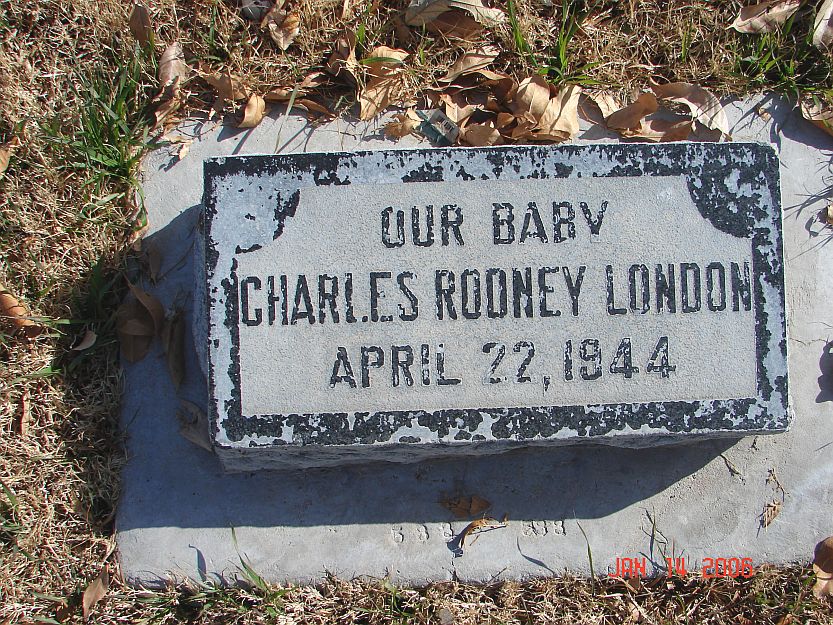 OUR BABY
CHARLES RODNEY LONDON
APRIL 22, 1944
JAN 14 2006